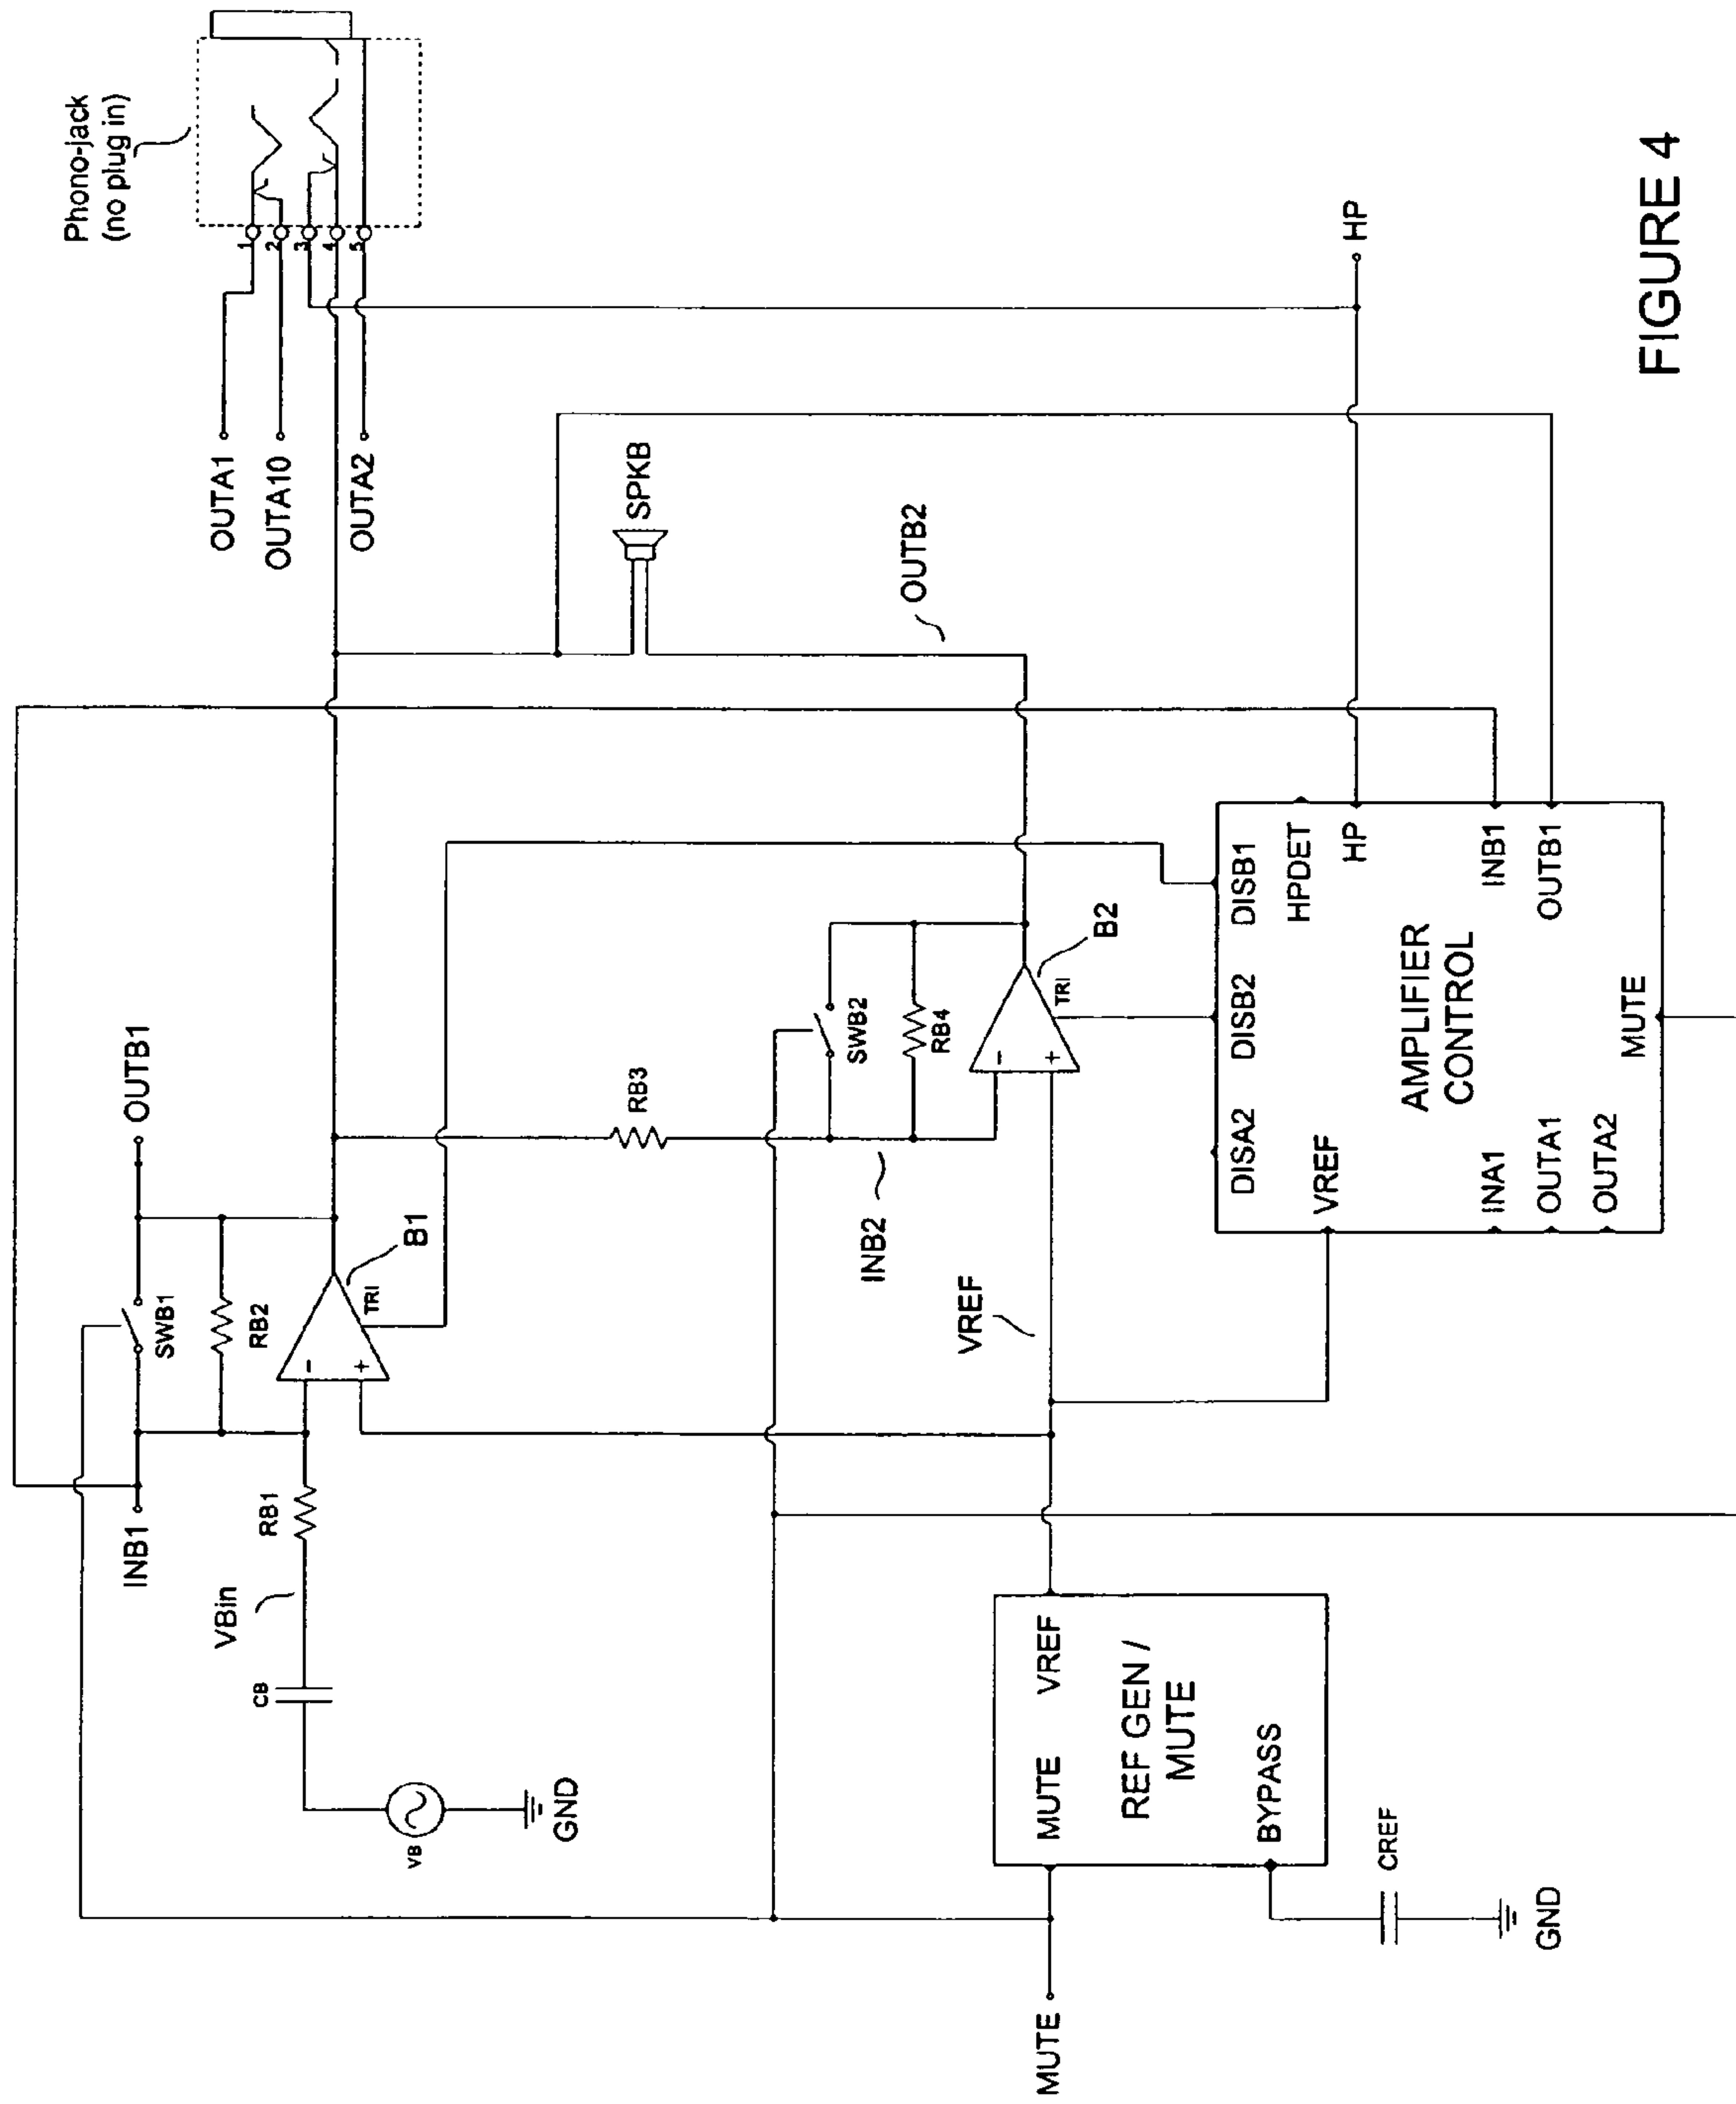 Phono-jack
(no plug in)
1
2
3
4
5
OUTA1
OUTA10
OUTA2
HP
SPKB
OUTB2
OUTB1
INB1
SWB1
RB2
B1
TRI
-
+
RB1
VBin
CB
VB
GND
RB3
INB2
SWB2
RB4
B2
TRI
-
+
VREF
DISA2
DISB2
DISB1
HPDET
HP
VREF
AMPLIFIER
CONTROL
INA1
OUTA1
OUTA2
INB1
OUTB1
MUTE
MUTE
VREF
REF GEN /
MUTE
BYPASS
MUTE
CREF
GND
FIGURE 4